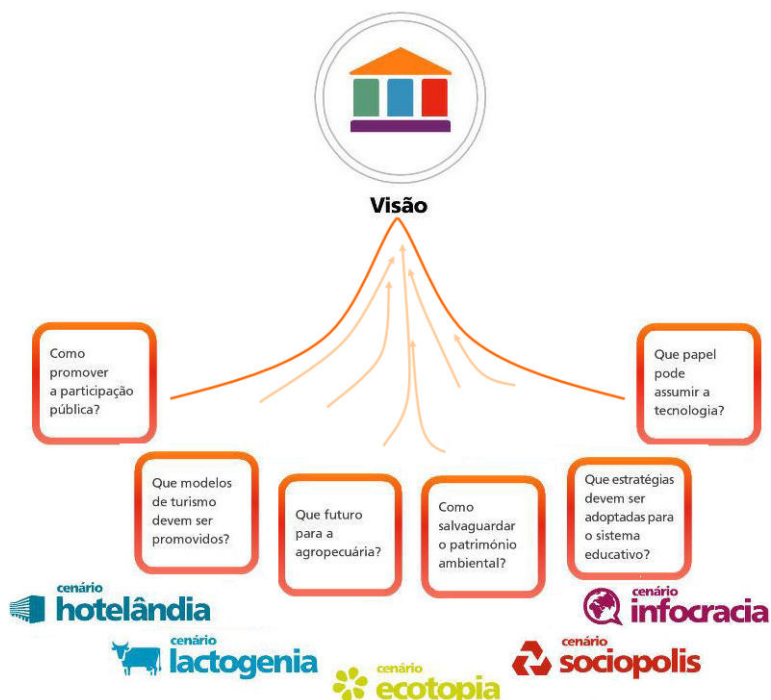 Visão
Como
promover
a participação
pública?
Que papel
pode
assumir a
tecnologia?
Que modelos
de turismo
devem ser
promovidos?
Que futuro
para a
agropecuária?
Como
salvaguardar
o património
ambiental?
Que estratégias
devem ser
adoptadas para
o sistema
educativo?
cenário
hotelândia
cenário
infocracia
cenário
lactogenia
cenário
sociopolis
cenário
ecotopia